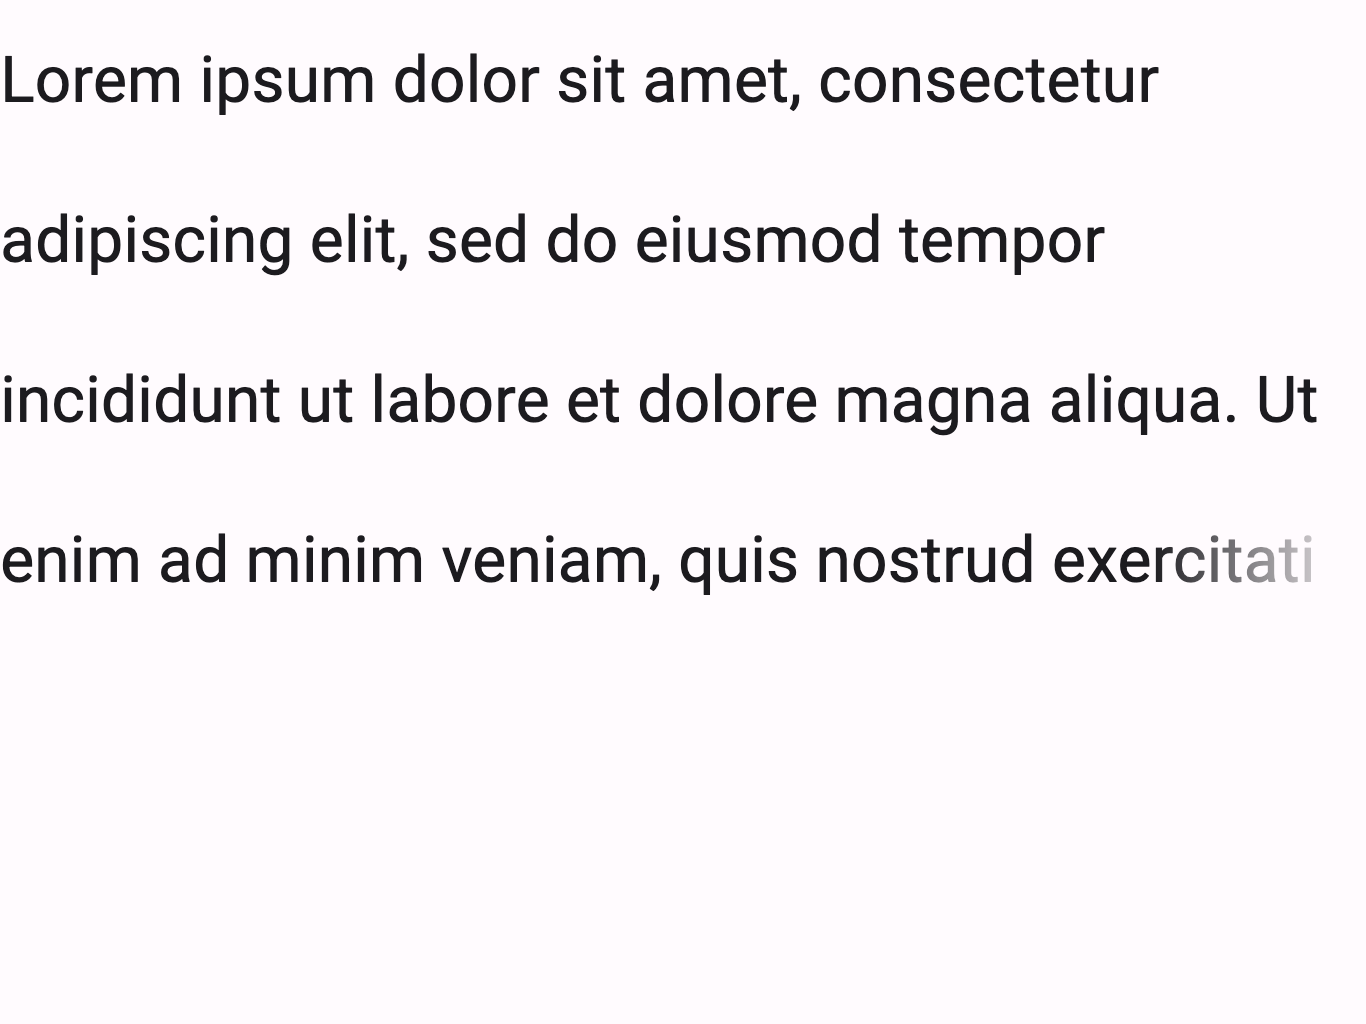 Lorem ipsum dolor sit amet, consectetur
adipiscing elit, sed do eiusmod tempor
incididunt ut labore et dolore magna aliqua. Ut
enim ad minim veniam, quis nostrud exercitati